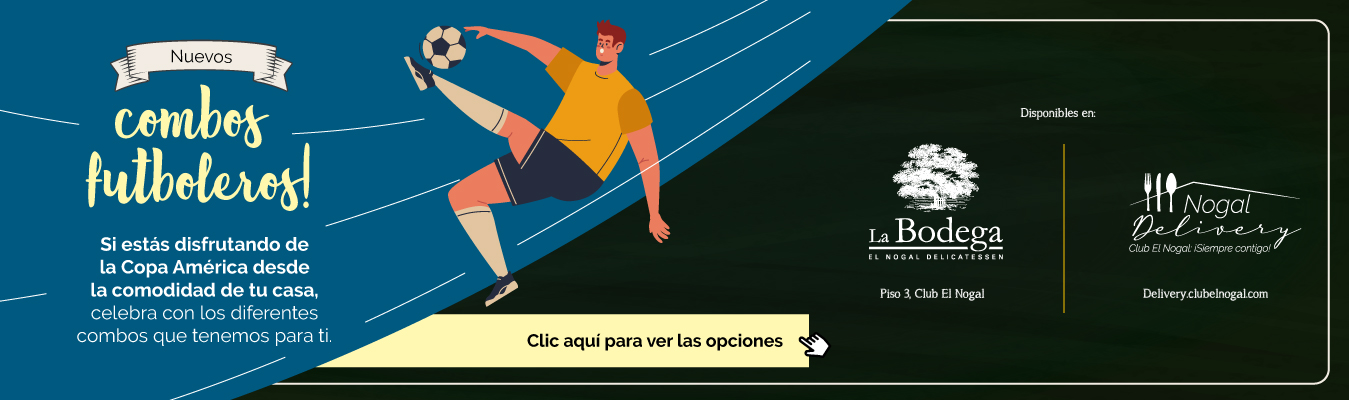 Nuevos
combos
futboleros!
Si estás disfrutando de
la Copa América desde
la comodidad de tu casa,
celebra con los diferentes
combos que tenemos para ti.
Clic aquí para ver las opciones
Disponibles en:
La Bodega
EL NOGAL DELICATESSEN
Piso 3, Club El Nogal
Nogal
Delivery
Club El Nogal: ¡Siempre contigo!
Delivery.clubelnogal.com